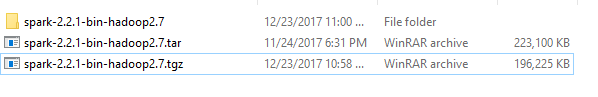 spark-2.2.1-bin-hadoop2.7 12/23/2017 11:00 ... File folder
spark-2.2.1-bin-hadoop2.7.tar 11/24/2017 6:31 PM WinRAR archive 223,100 KB
spark-2.2.1-bin-hadoop2.7.tgz 12/23/2017 10:58 ... WinRAR archive 196,225 KB